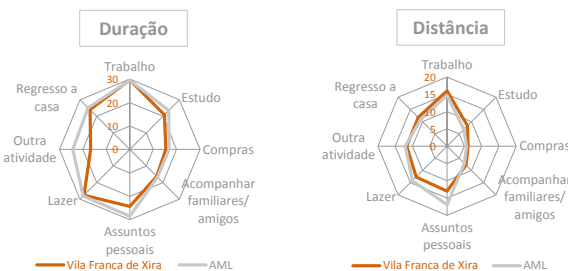 Duração
Trabalho
30
20
10
0
Estudo
Compras
Acompanhar
familiares/
amigos
Assuntos
pessoais
Lazer
Outra
atividade
Regresso a
casa
Vila Franca de Xira
AML
Distância
Trabalho
20
15
10
5
0
Estudo
Compras
Acompanhar
familiares/
amigos
Assuntos
pessoais
Lazer
Outra
atividade
Regresso a
casa
Vila Franca de Xira
AML